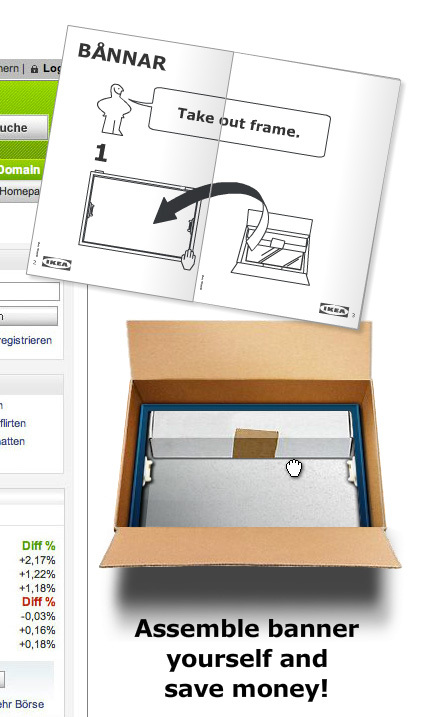 nern |
Log
BÅNNAR
Take out frame.
1
uche
Domain
Homepa
IKEA
2
IKEA
3
n
registrieren
n
flirten
atten
Diff %
+2,17%
+1,22%
+1,18%
Diff %
-0,03%
+0,16%
+0,18%
ehr Börse
Assemble banner
yourself and
save money!